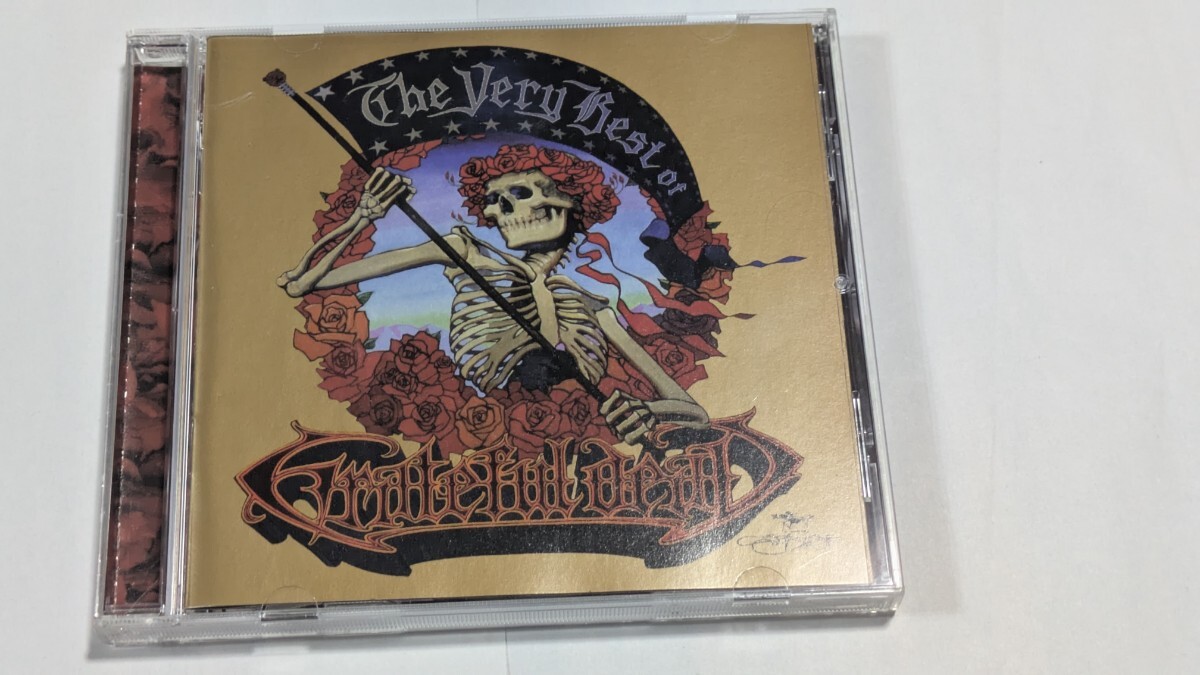 The Very Best of
Grateful Dead